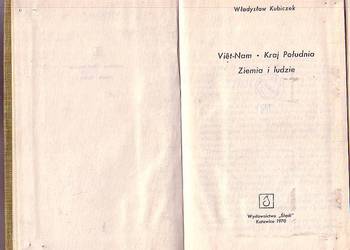 Władysław Kubiczek
Việt-Nam • Kraj Południa
Ziemia i ludzie
Wydawnictwo „Śląsk"
Katowice 1970